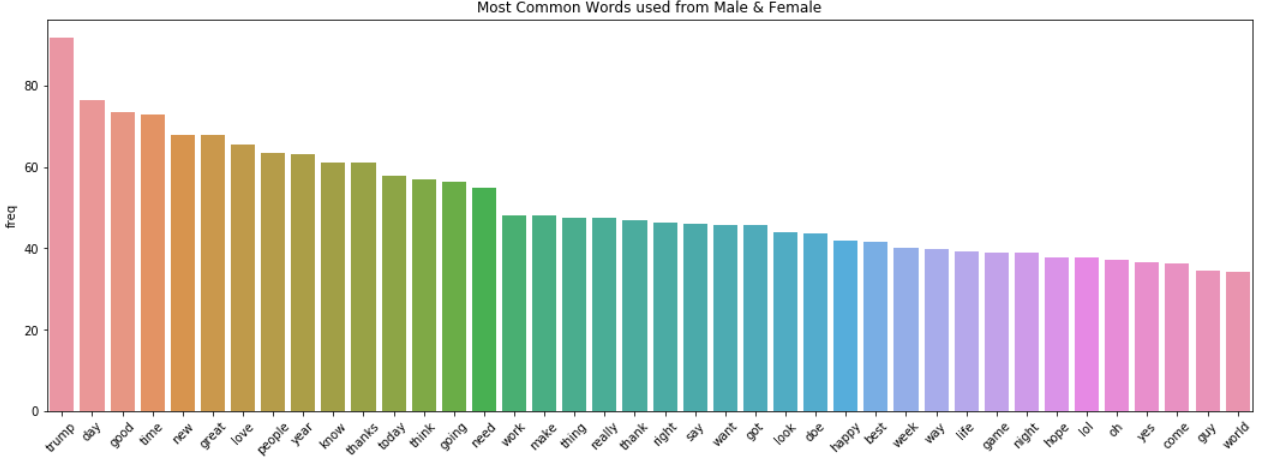 Most Common Words used from Male & Female
freq
80
60
40
20
0
trump day good time new great love people year know thanks today think going need work make thing really thank right say want got look doe happy best week way life game night hope lol oh yes come guy world